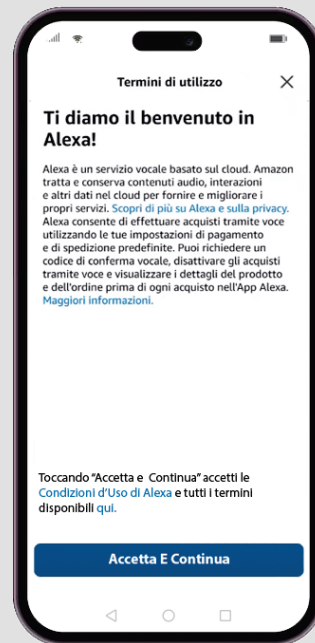 Termini di utilizzo
Ti diamo il benvenuto in
Alexa!
Alexa è un servizio vocale basato sul cloud. Amazon
tratta e conserva contenuti audio, interazioni
e altri dati nel cloud per fornire e migliorare i
propri servizi. Scopri di più su Alexa e sulla privacy.
Alexa consente di effettuare acquisti tramite voce
utilizzando le tue impostazioni di pagamento
e di spedizione predefinite. Puoi richiedere un
codice di conferma vocale, disattivare gli acquisti
tramite voce e visualizzare i dettagli del prodotto
e dell'ordine prima di ogni acquisto nell'App Alexa.
Maggiori informazioni.
Toccando “Accetta e Continua” accetti le
Condizioni d'Uso di Alexa e tutti i termini
disponibili qui.
Accetta E Continua